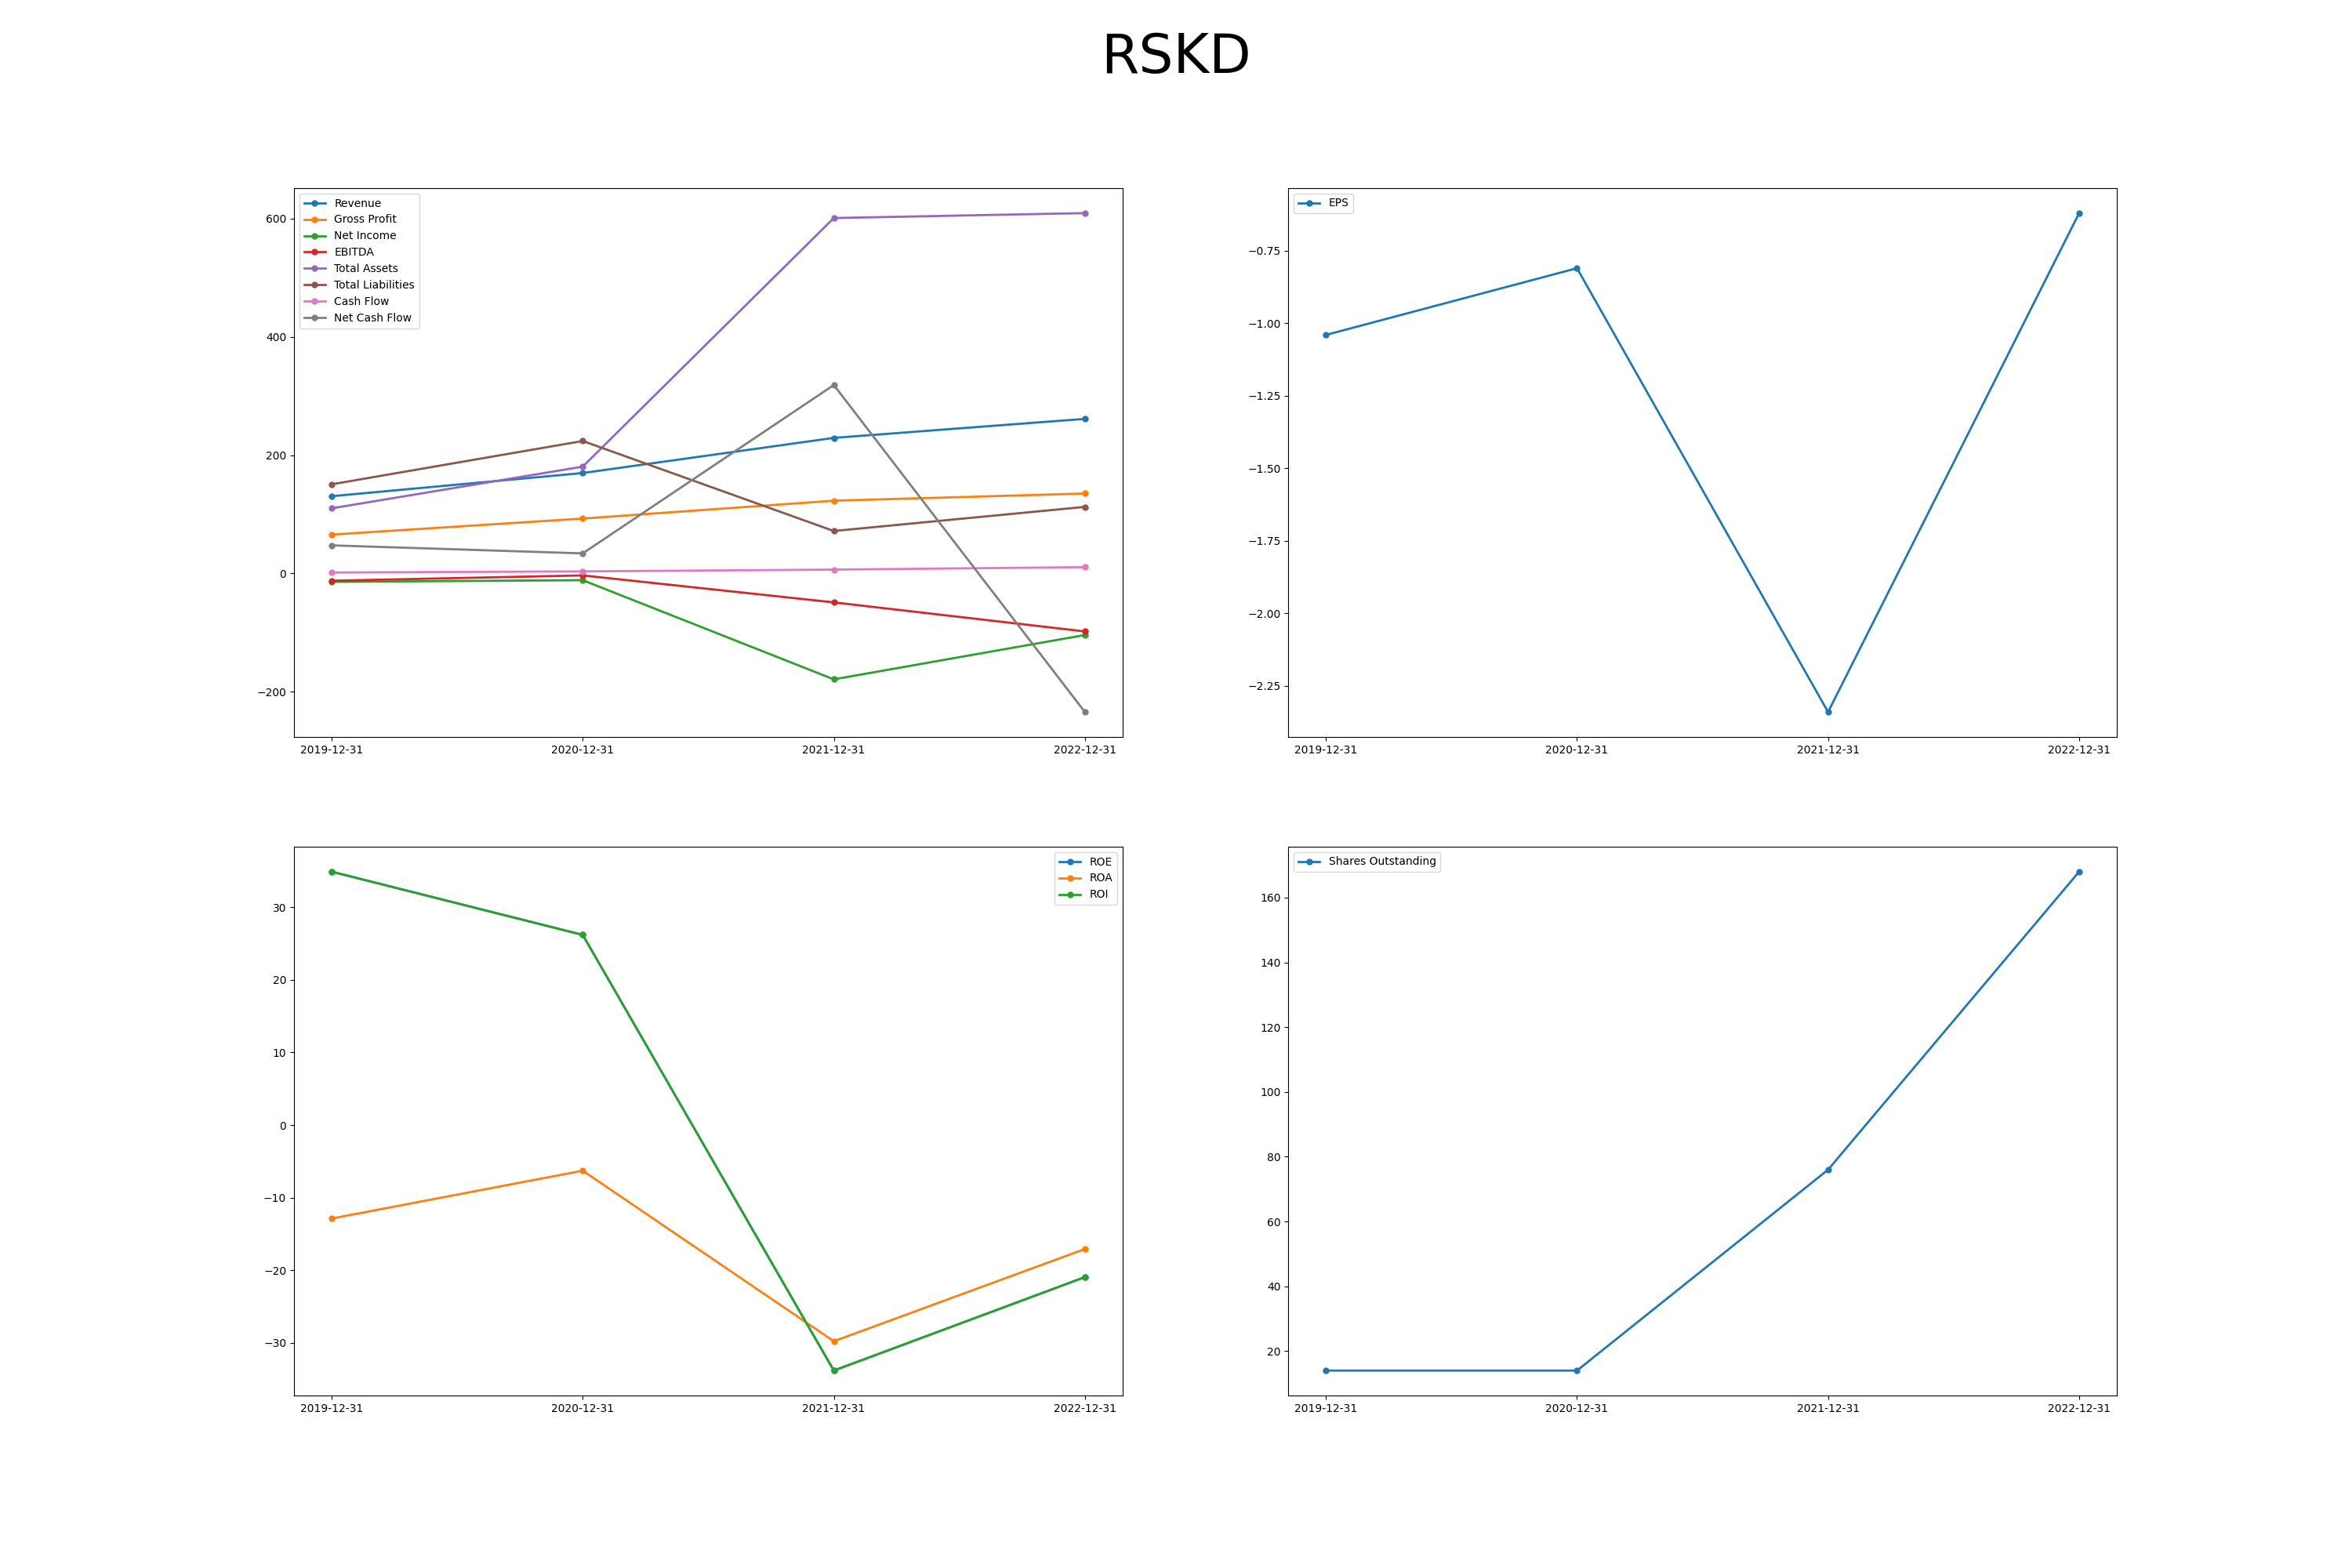 RSKD
Revenue
Gross Profit
Net Income
EBITDA
Total Assets
Total Liabilities
Cash Flow
Net Cash Flow
600
400
200
0
−200
2019-12-31 2020-12-31 2021-12-31 2022-12-31
EPS
−0.75
−1.00
−1.25
−1.50
−1.75
−2.00
−2.25
2019-12-31 2020-12-31 2021-12-31 2022-12-31
ROE
ROA
ROI
30
20
10
0
−10
−20
−30
2019-12-31 2020-12-31 2021-12-31 2022-12-31
Shares Outstanding
160
140
120
100
80
60
40
20
2019-12-31 2020-12-31 2021-12-31 2022-12-31